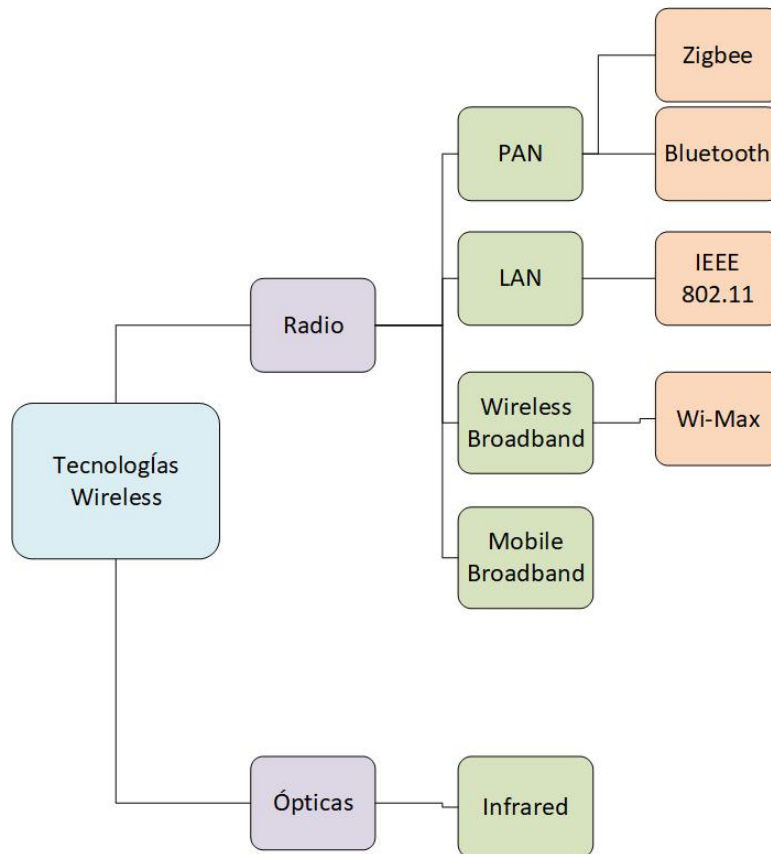 Zigbee
PAN
Bluetooth
LAN
IEEE
802.11
Radio
Wireless
Broadband
Wi-Max
Tecnologías
Wireless
Mobile
Broadband
Ópticas
Infrared